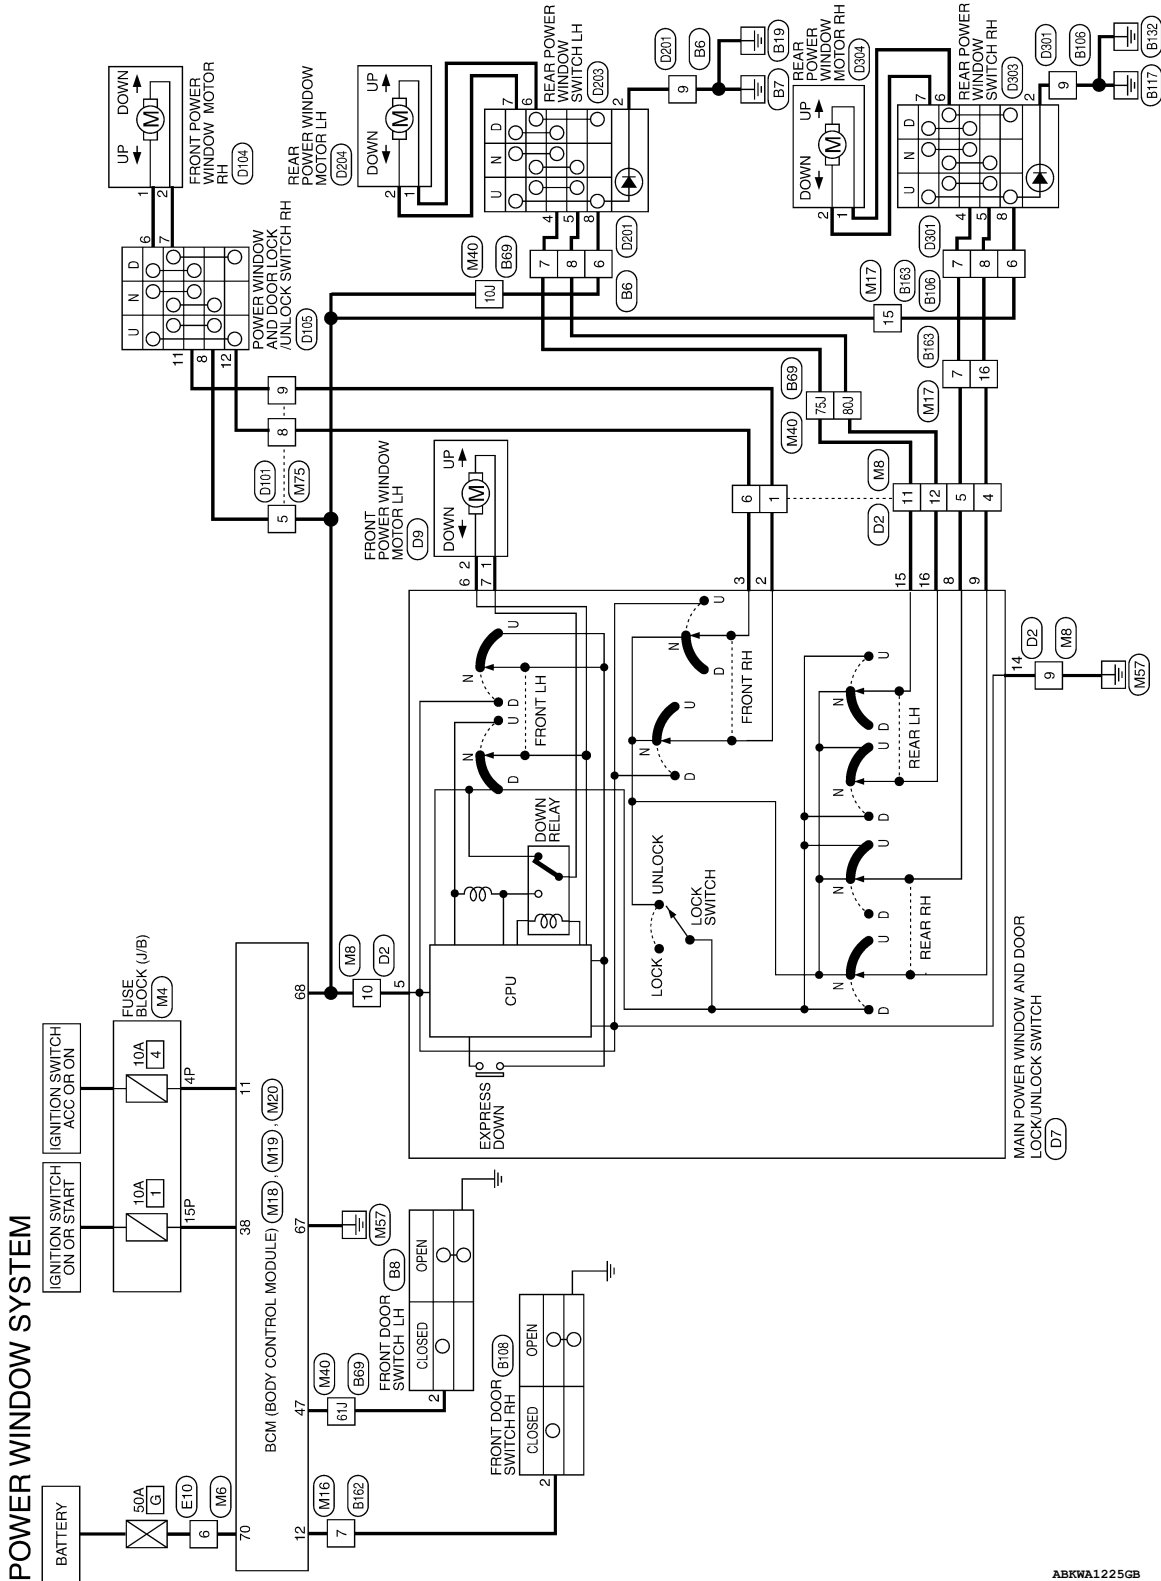 POWER WINDOW SYSTEM
BATTERY
50A
G
6
E10
M6
70
IGNITION SWITCH
ON OR START
IGNITION SWITCH
ACC OR ON
10A
1
10A
4
FUSE
BLOCK (J/B)
M4
15P
4P
38
11
BCM (BODY CONTROL MODULE)
M18
,
M19
,
M20
12
47
67
68
7
M16
B162
61J
M40
B69
M57
FRONT DOOR
SWITCH LH
B8
CLOSED
OPEN
2
FRONT DOOR
SWITCH RH
B108
CLOSED
OPEN
2
10
M8
D2
5
EXPRESS
DOWN
CPU
DOWN
RELAY
D
N
U
D
N
U
FRONT LH
LOCK
UNLOCK
LOCK
SWITCH
D
N
U
D
N
U
FRONT RH
D
N
U
D
N
U
REAR RH
D
N
U
D
N
U
REAR LH
MAIN POWER WINDOW AND DOOR
LOCK/UNLOCK SWITCH
D7
14
9
D2
M8
M57
6
7
2
1
FRONT
POWER WINDOW
MOTOR LH
D9
DOWN
UP
M
3
2
15
16
8
9
6
1
11
12
5
4
D2
M8
5
8
9
D101
M75
11
8
12
U
N
D
6
7
POWER WINDOW
AND DOOR LOCK
/UNLOCK SWITCH RH
D105
1
2
UP
DOWN
M
FRONT POWER
WINDOW MOTOR
RH
D104
REAR
POWER WINDOW
MOTOR LH
D204
DOWN
UP
M
2
1
10J
M40
B69
7
8
6
D201
B6
4
5
8
U
N
D
7
6
2
REAR POWER
WINDOW
SWITCH LH
D203
9
D201
B6
B7
B19
75J
80J
M40
B69
15
M17
B163
7
16
M17
B163
7
8
6
D301
B106
4
5
8
U
N
D
7
6
2
REAR POWER
WINDOW
SWITCH RH
D303
REAR
POWER
WINDOW
MOTOR RH
D304
DOWN
UP
M
2
1
9
D301
B106
B117
B132
ABKWA1225GB